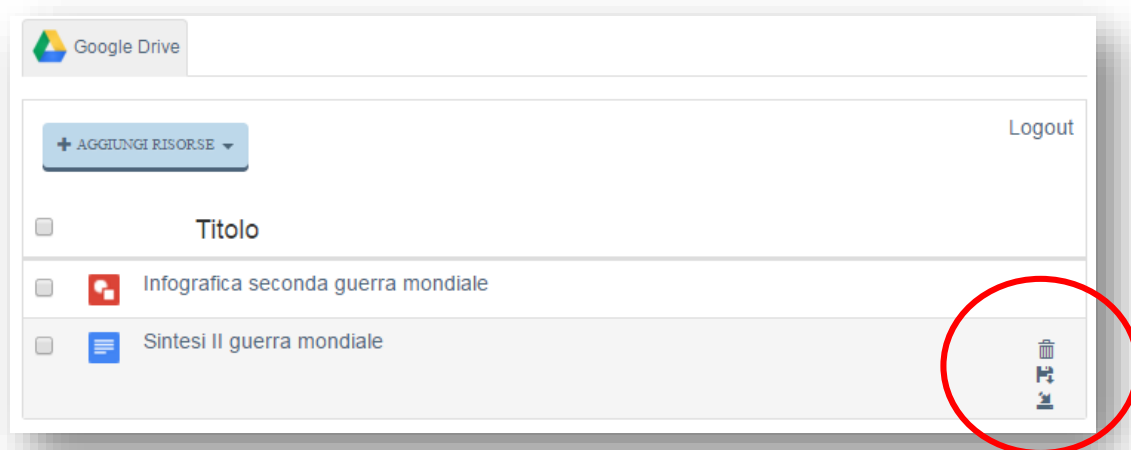 Google Drive
+ AGGIUNGI RISORSE
Logout
Titolo
Infografica seconda guerra mondiale
Sintesi II guerra mondiale